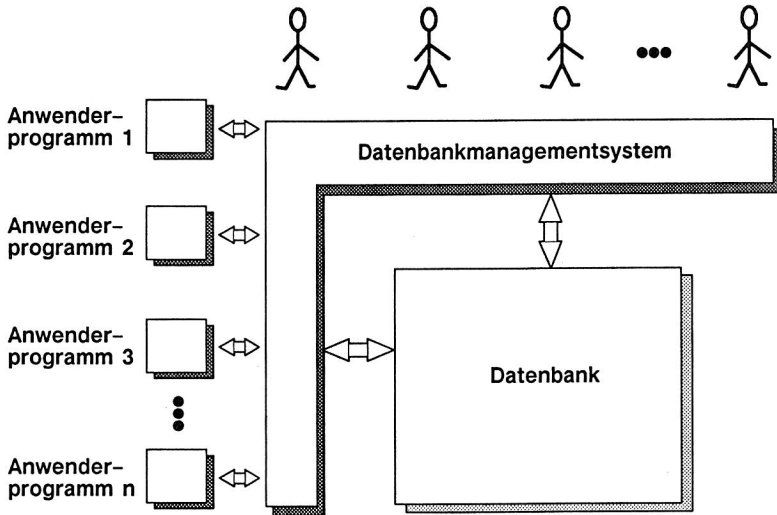 Anwender-
programm 1
Datenbankmanagementsystem
Anwender-
programm 2
Anwender-
programm 3
Datenbank
Anwender-
programm n